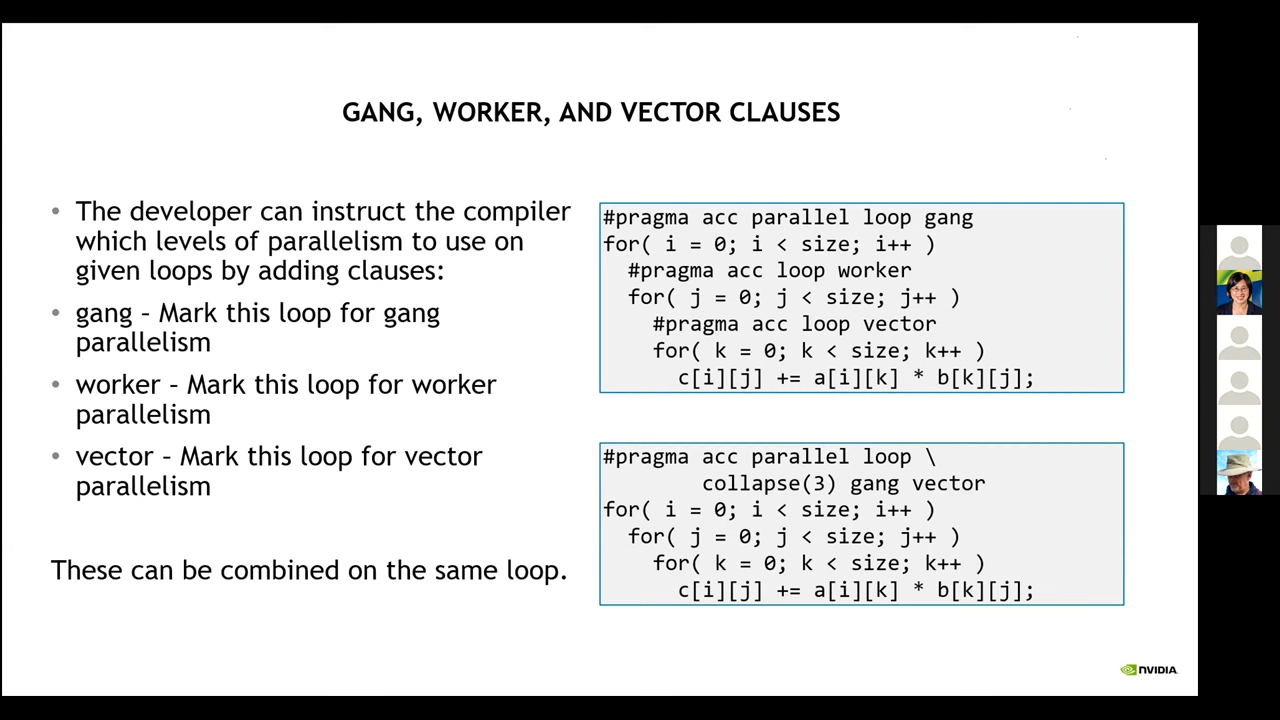 GANG, WORKER, AND VECTOR CLAUSES
• The developer can instruct the compiler
which levels of parallelism to use on
given loops by adding clauses:
• gang – Mark this loop for gang
parallelism
• worker – Mark this loop for worker
parallelism
• vector – Mark this loop for vector
parallelism
These can be combined on the same loop.
#pragma acc parallel loop gang
for( i = 0; i < size; i++ )
#pragma acc loop worker
for( j = 0; j < size; j++ )
#pragma acc loop vector
for( k = 0; k < size; k++ )
c[i][j] += a[i][k] * b[k][j];
#pragma acc parallel loop \
collapse(3) gang vector
for( i = 0; i < size; i++ )
for( j = 0; j < size; j++ )
for( k = 0; k < size; k++ )
c[i][j] += a[i][k] * b[k][j];
NVIDIA.